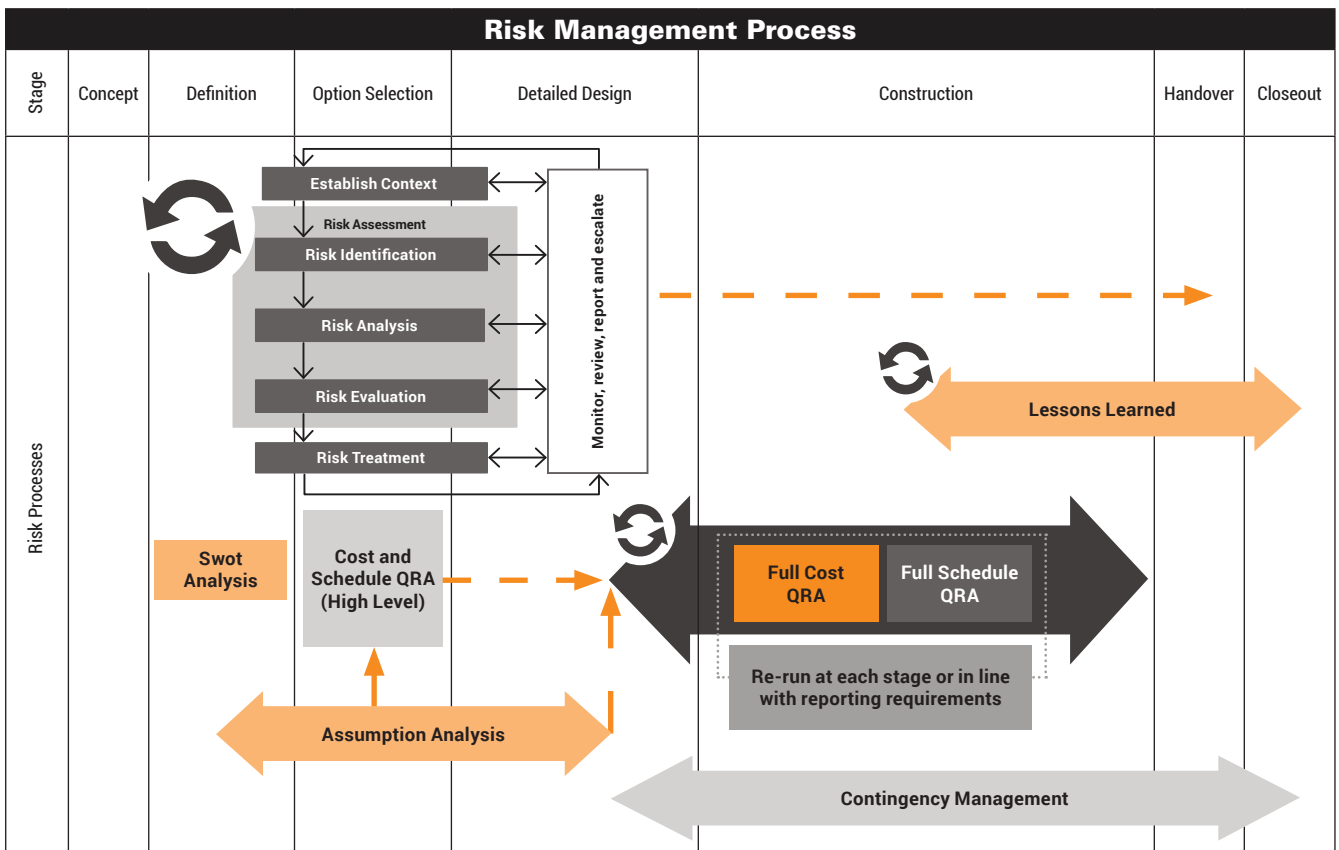 Risk Management Process
Stage
Concept
Definition
Option Selection
Detailed Design
Construction
Handover
Closeout
Risk Processes
Establish Context
Risk Assessment
Risk Identification
Risk Analysis
Risk Evaluation
Risk Treatment
Monitor, review, report and escalate
Lessons Learned
Swot
Analysis
Cost and
Schedule QRA
(High Level)
Full Cost
QRA
Full Schedule
QRA
Re-run at each stage or in line
with reporting requirements
Assumption Analysis
Contingency Management